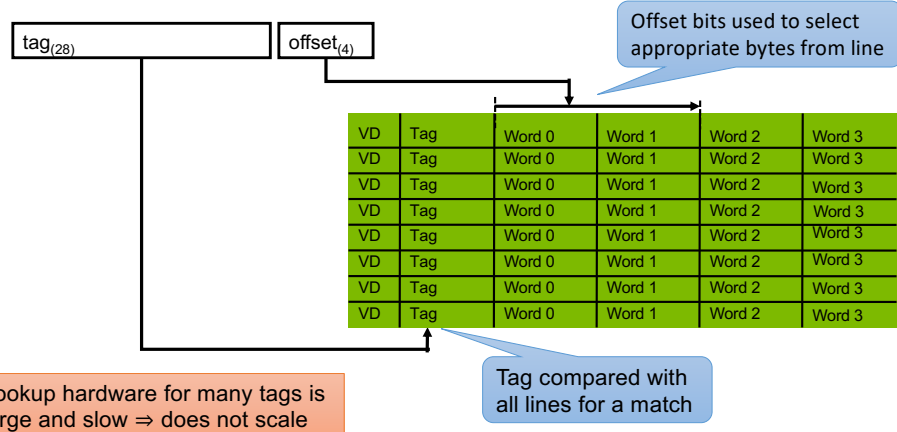 Offset bits used to select
appropriate bytes from line
tag(28) offset(4)
VD Tag Word 0 Word 1 Word 2 Word 3
VD Tag Word 0 Word 1 Word 2 Word 3
VD Tag Word 0 Word 1 Word 2 Word 3
VD Tag Word 0 Word 1 Word 2 Word 3
VD Tag Word 0 Word 1 Word 2 Word 3
VD Tag Word 0 Word 1 Word 2 Word 3
VD Tag Word 0 Word 1 Word 2 Word 3
VD Tag Word 0 Word 1 Word 2 Word 3
Tag compared with
all lines for a match
ookup hardware for many tags is
rge and slow ⇒ does not scale